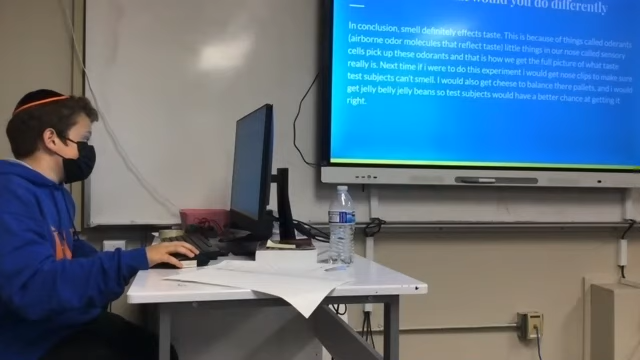 would you do differently
In conclusion, smell definitely effects taste. This is because of things called odorants
(airborne odor molecules that reflect taste) little things in our nose called sensory
cells pick up these odorants and that is how we get the full picture of what taste
really is. Next time if i were to do this experiment i would get nose clips to make sure
test subjects can't smell. I would also get cheese to balance there pallets, and i would
get jelly belly jelly beans so test subjects would have a better chance at getting it
right.